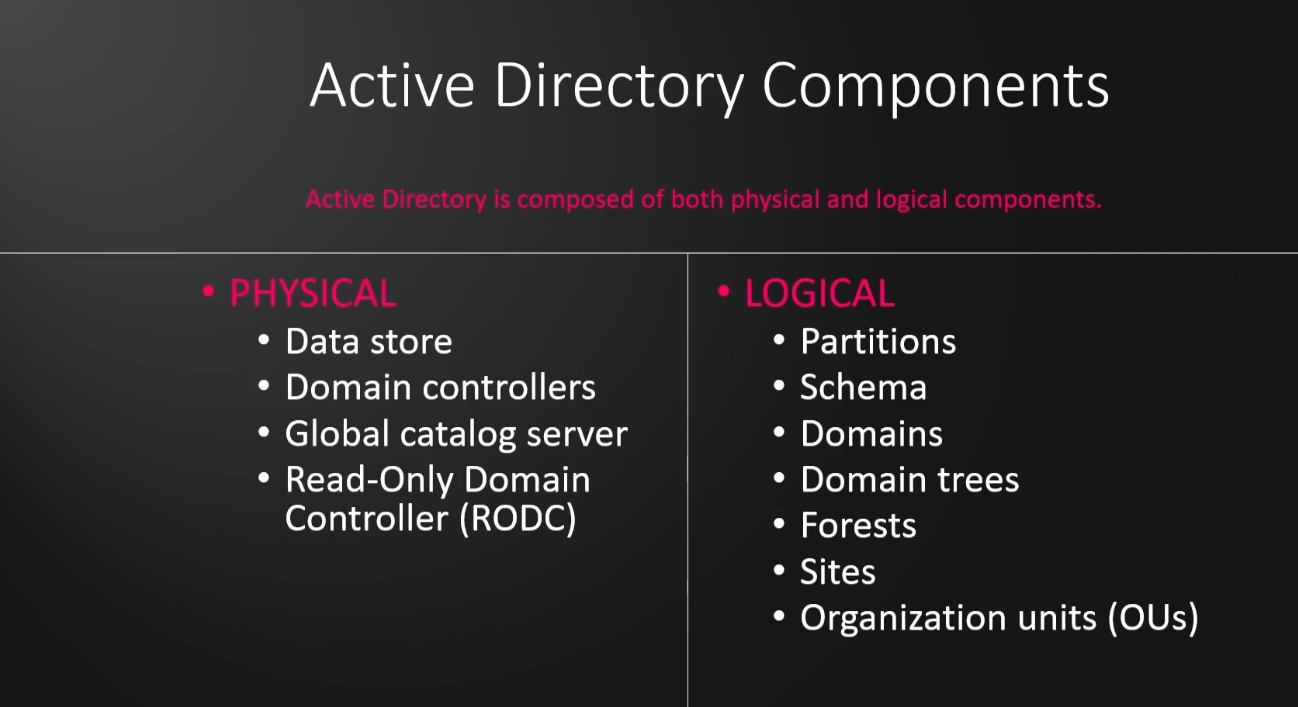 Active Directory Components
Active Directory is composed of both physical and logical components.
• PHYSICAL
• Data store
• Domain controllers
• Global catalog server
• Read-Only Domain
Controller (RODC)
• LOGICAL
• Partitions
• Schema
• Domains
• Domain trees
• Forests
• Sites
• Organization units (OUs)